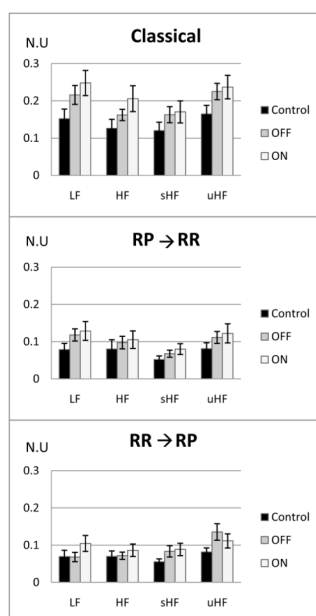 Classical
N.U
0.3
0.2
0.1
0
LF HF sHF uHF
Control
OFF
ON
RP → RR
N.U
0.3
0.2
0.1
0
LF HF sHF uHF
Control
OFF
ON
RR → RP
N.U
0.3
0.2
0.1
0
LF HF sHF uHF
Control
OFF
ON